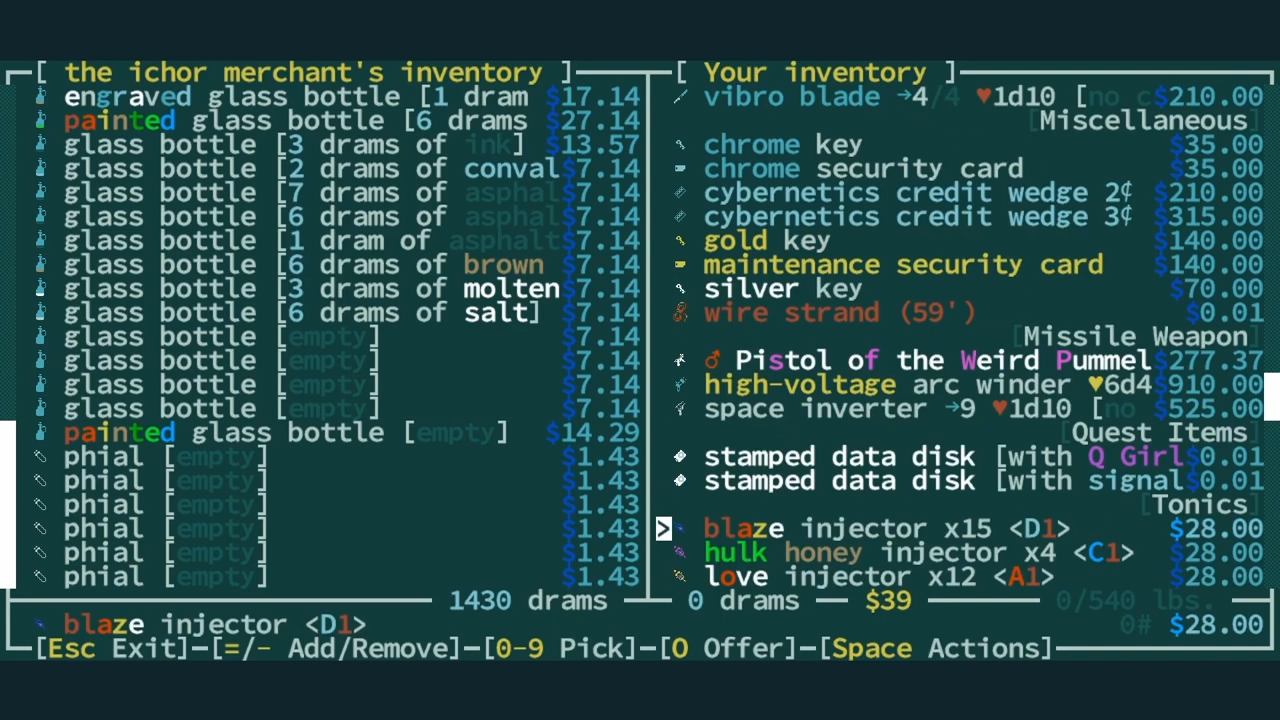 [ the ichor merchant's inventory ]
engraved glass bottle [1 dram $17.14
painted glass bottle [6 drams $27.14
glass bottle [3 drams of ink] $13.57
glass bottle [2 drams of conval$7.14
glass bottle [7 drams of asphal$7.14
glass bottle [6 drams of asphal$7.14
glass bottle [1 dram of asphalt$7.14
glass bottle [6 drams of brown $7.14
glass bottle [3 drams of molten$7.14
glass bottle [6 drams of salt] $7.14
glass bottle [empty] $7.14
glass bottle [empty] $7.14
glass bottle [empty] $7.14
glass bottle [empty] $7.14
painted glass bottle [empty] $14.29
phial [empty] $1.43
phial [empty] $1.43
phial [empty] $1.43
phial [empty] $1.43
phial [empty] $1.43
phial [empty] $1.43
[ Your inventory ]
vibro blade →4/4 ♥1d10 [no c$210.00
[Miscellaneous]
chrome key $35.00
chrome security card $35.00
cybernetics credit wedge 2¢ $210.00
cybernetics credit wedge 3¢ $315.00
gold key $140.00
maintenance security card $140.00
silver key $70.00
wire strand (59') $0.01
[Missile Weapon]
♂ Pistol of the Weird Pummel$277.37
high-voltage arc winder ♥6d4$910.00
space inverter →9 ♥1d10 [no $525.00
[Quest Items]
stamped data disk [with Q Girl$0.01
stamped data disk [with signal$0.01
[Tonics]
> blaze injector x15 <D1> $28.00
hulk honey injector x4 <C1> $28.00
love injector x12 <A1> $28.00
1430 drams 0 drams $39 0/540 lbs.
blaze injector <D1> 0# $28.00
[Esc Exit]-[=/- Add/Remove]-[0-9 Pick]-[O Offer]-[Space Actions]